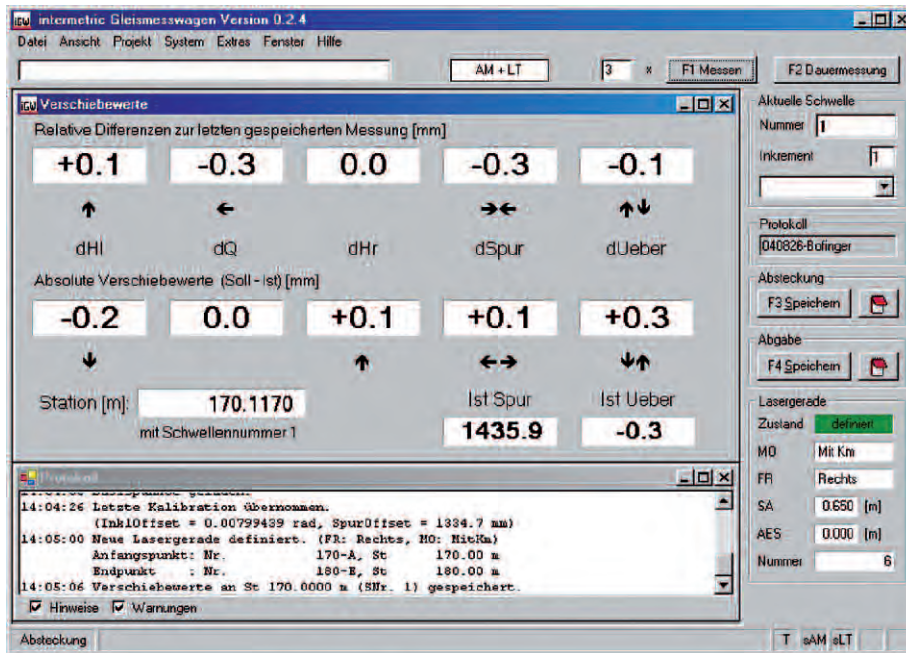 iGW intermetric Gleismesswagen Version 0.2.4
Datei Ansicht Projekt System Extras Fenster Hilfe
AM + LT 3 x F1 Messen F2 Dauermessung
iGW Verschiebewerte
Relative Differenzen zur letzten gespeicherten Messung [mm]
+0.1 -0.3 0.0 -0.3 -0.1
dHl dQ dHr dSpur dUeber
Absolute Verschiebewerte (Soll - Ist) [mm]
-0.2 0.0 +0.1 +0.1 +0.3
Station [m]: 170.1170 Ist Spur Ist Ueber
mit Schwellennummer 1 1435.9 -0.3
Aktuelle Schwelle
Nummer 1
Inkrement 1
Protokoll
040826-Bofinger
Absteckung
F3 Speichern
Abgabe
F4 Speichern
Lasergerade
Zustand definiert
MO Mit Km
FR Rechts
SA 0.650 [m]
AES 0.000 [m]
Nummer 6
Protokoll
14:04:26 Letzte Kalibration übernommen.
(InklOffset = 0.00799439 rad, SpurOffset = 1334.7 mm)
14:05:00 Neue Lasergerade definiert. (FR: Rechts, MO: MitKm)
Anfangspunkt: Nr. 170-A, St 170.00 m
Endpunkt : Nr. 180-E, St 180.00 m
14:05:06 Verschiebewerte an St 170.0000 m (SNr. 1) gespeichert.
Hinweise Warnungen
Absteckung T sAM sLT